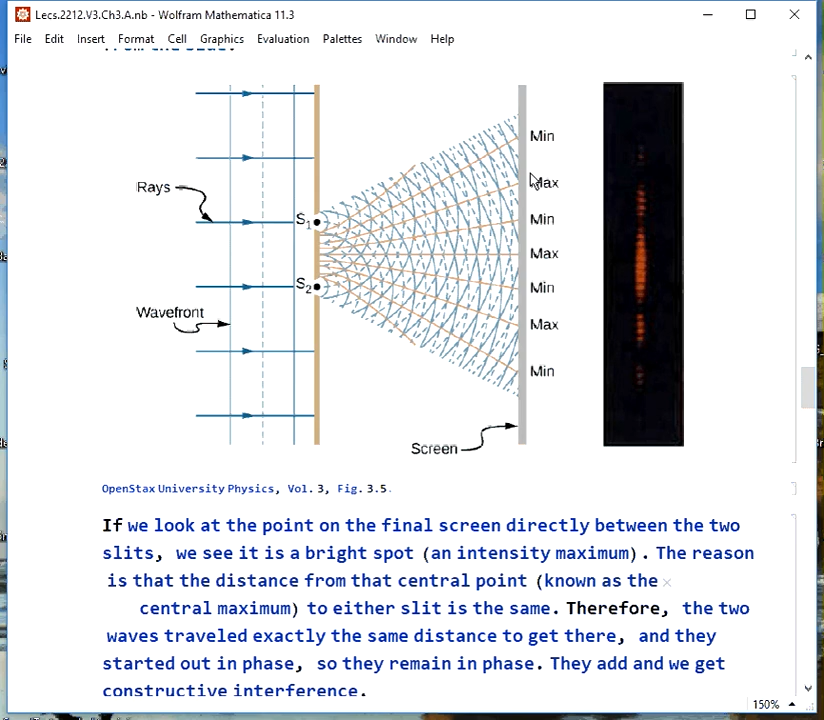 Lecs.2212.V3.Ch3.A.nb - Wolfram Mathematica 11.3
File Edit Insert Format Cell Graphics Evaluation Palettes Window Help
Min
Rays
Max
S1
Min
Max
S2
Min
Wavefront
Max
Min
Screen
OpenStax University Physics, Vol. 3, Fig. 3.5.
If we look at the point on the final screen directly between the two
slits, we see it is a bright spot (an intensity maximum). The reason
is that the distance from that central point (known as the
central maximum) to either slit is the same. Therefore, the two
waves traveled exactly the same distance to get there, and they
started out in phase, so they remain in phase. They add and we get
constructive interference.
150%